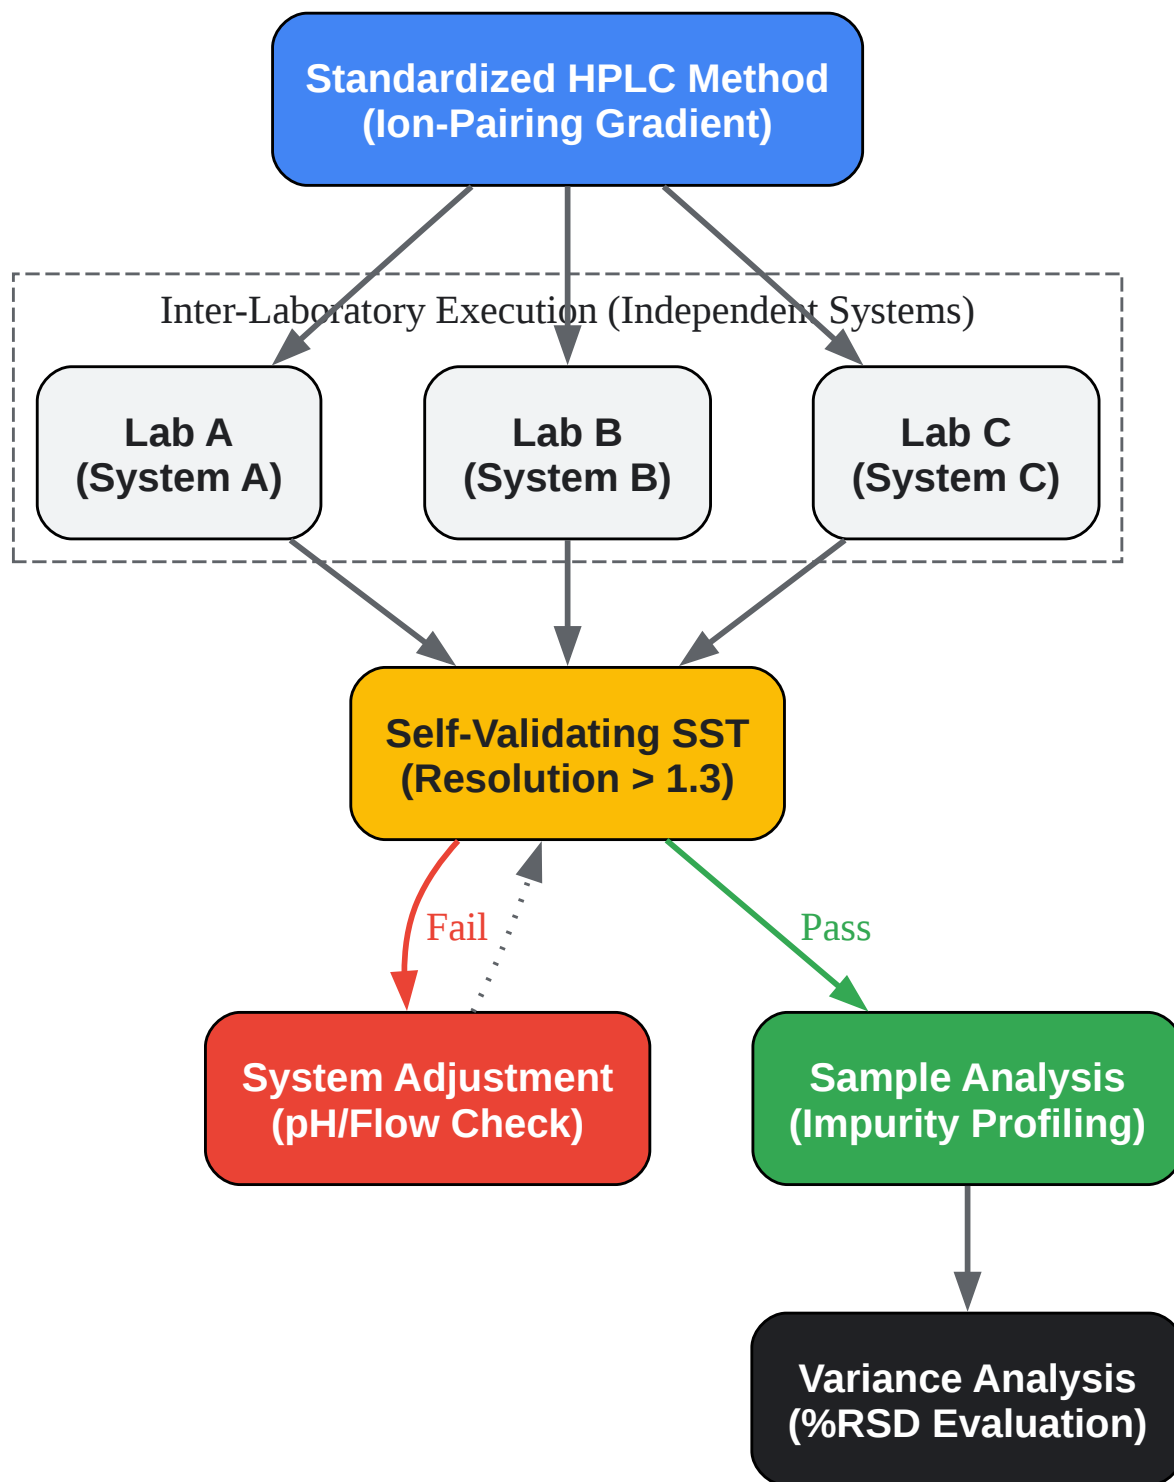 Standardized HPLC Method
(Ion-Pairing Gradient)
Inter-Laboratory Execution (Independent Systems)
Lab A
(System A)
Lab B
(System B)
Lab C
(System C)
Self-Validating SST
(Resolution > 1.3)
Fail
Pass
System Adjustment
(pH/Flow Check)
Sample Analysis
(Impurity Profiling)
Variance Analysis
(%RSD Evaluation)